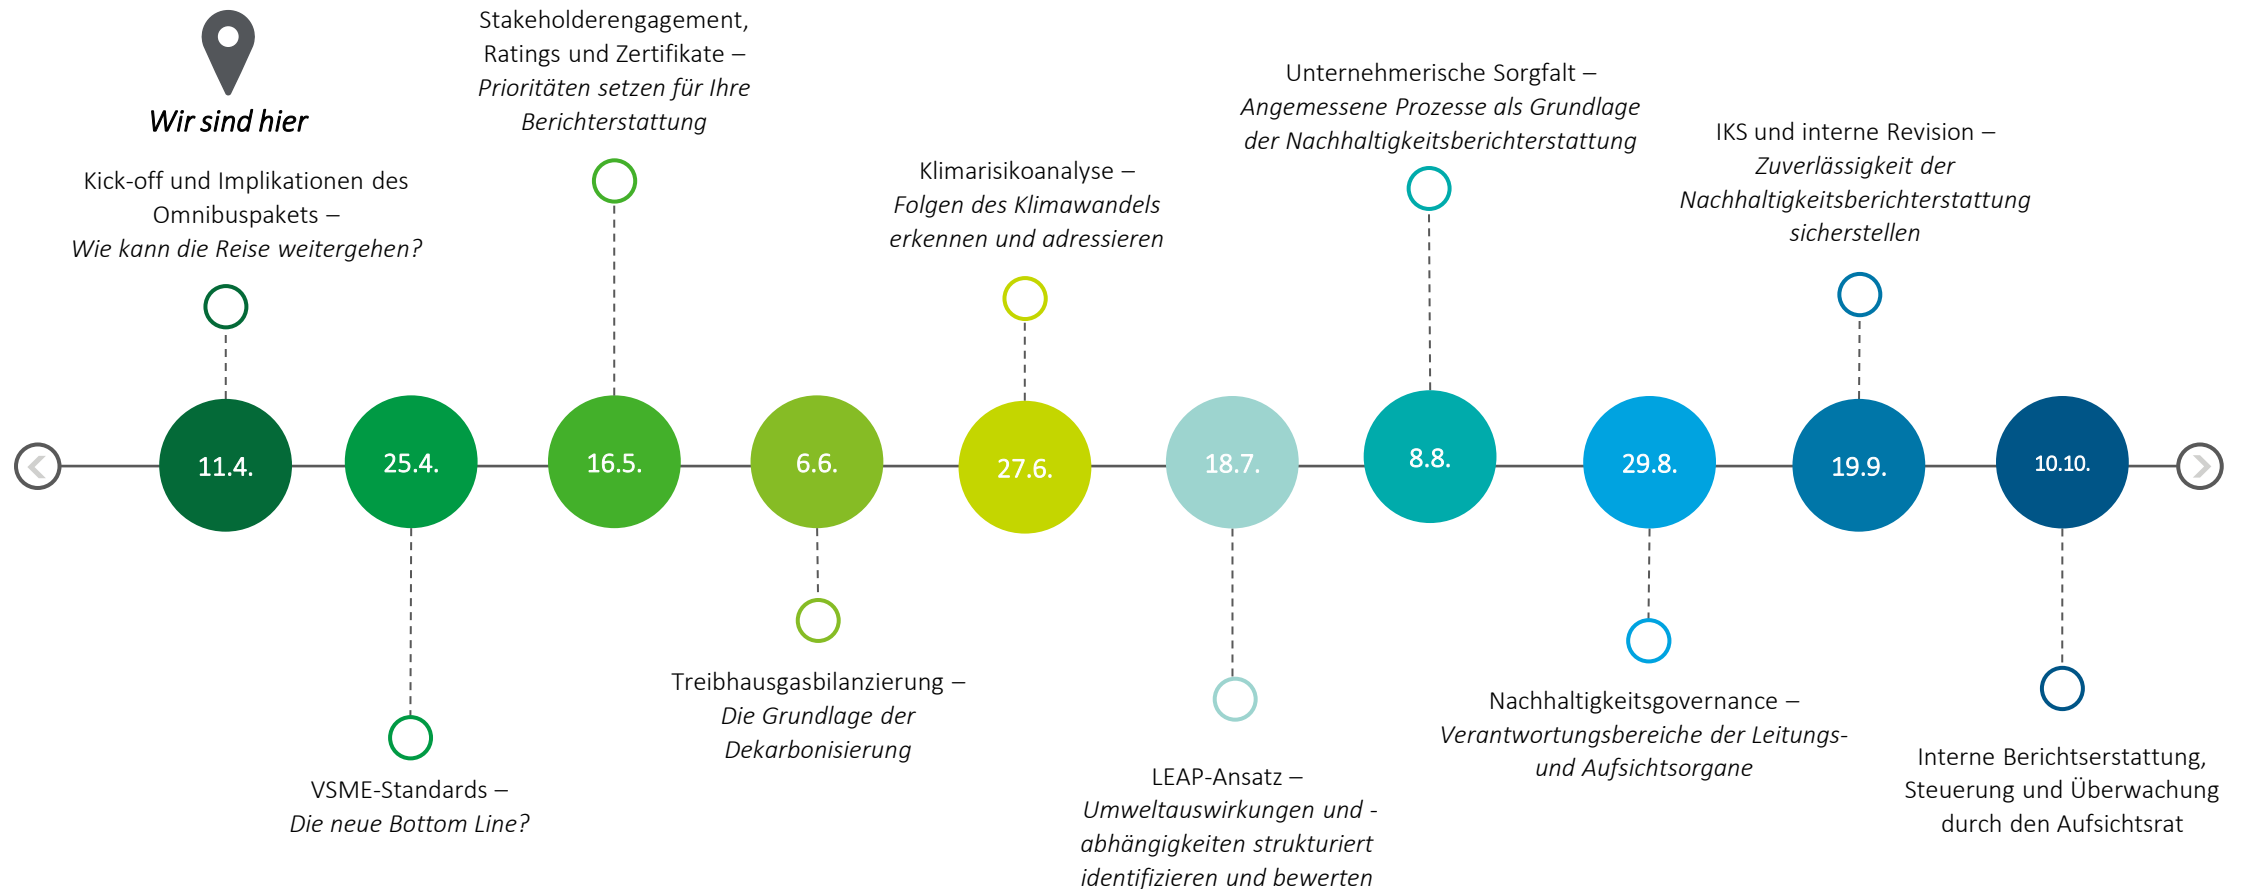 Wir sind hier
Kick-off und Implikationen des
Omnibuspakets –
Wie kann die Reise weitergehen?
Stakeholderengagement,
Ratings und Zertifikate –
Prioritäten setzen für Ihre
Berichterstattung
Klimarisikoanalyse –
Folgen des Klimawandels
erkennen und adressieren
Unternehmerische Sorgfalt –
Angemessene Prozesse als Grundlage
der Nachhaltigkeitsberichterstattung
IKS und interne Revision –
Zuverlässigkeit der
Nachhaltigkeitsberichterstattung
sicherstellen
11.4.
25.4.
16.5.
6.6.
27.6.
18.7.
8.8.
29.8.
19.9.
10.10.
VSME-Standards –
Die neue Bottom Line?
Treibhausgasbilanzierung –
Die Grundlage der
Dekarbonisierung
LEAP-Ansatz –
Umweltauswirkungen und -
abhängigkeiten strukturiert
identifizieren und bewerten
Nachhaltigkeitsgovernance –
Verantwortungsbereiche der Leitungs-
und Aufsichtsorgane
Interne Berichtserstattung,
Steuerung und Überwachung
durch den Aufsichtsrat